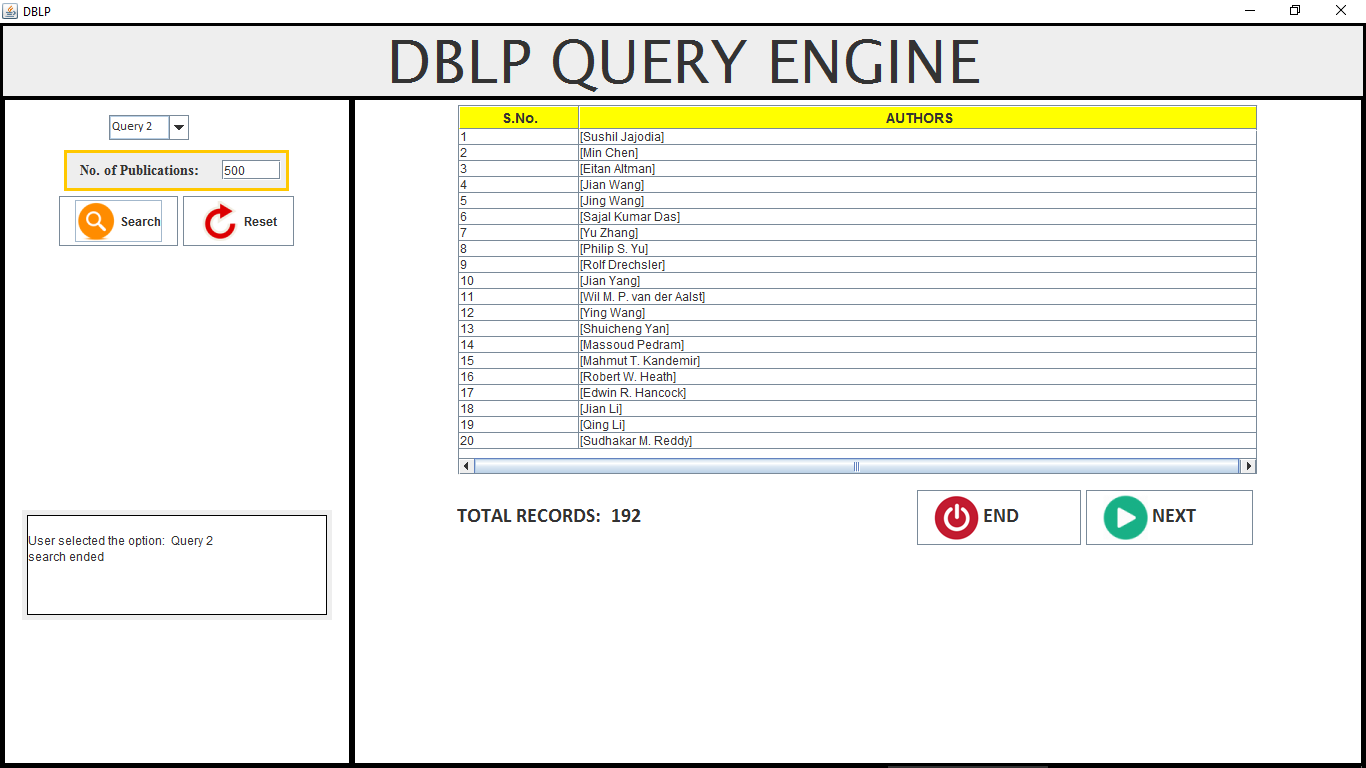 DBLP
DBLP QUERY ENGINE
Query 2
No. of Publications: 500
Search Reset
User selected the option: Query 2
search ended
S.No. AUTHORS
1 [Sushil Jajodia]
2 [Min Chen]
3 [Eitan Altman]
4 [Jian Wang]
5 [Jing Wang]
6 [Sajal Kumar Das]
7 [Yu Zhang]
8 [Philip S. Yu]
9 [Rolf Drechsler]
10 [Jian Yang]
11 [Wil M. P. van der Aalst]
12 [Ying Wang]
13 [Shuicheng Yan]
14 [Massoud Pedram]
15 [Mahmut T. Kandemir]
16 [Robert W. Heath]
17 [Edwin R. Hancock]
18 [Jian Li]
19 [Qing Li]
20 [Sudhakar M. Reddy]
TOTAL RECORDS: 192
END NEXT